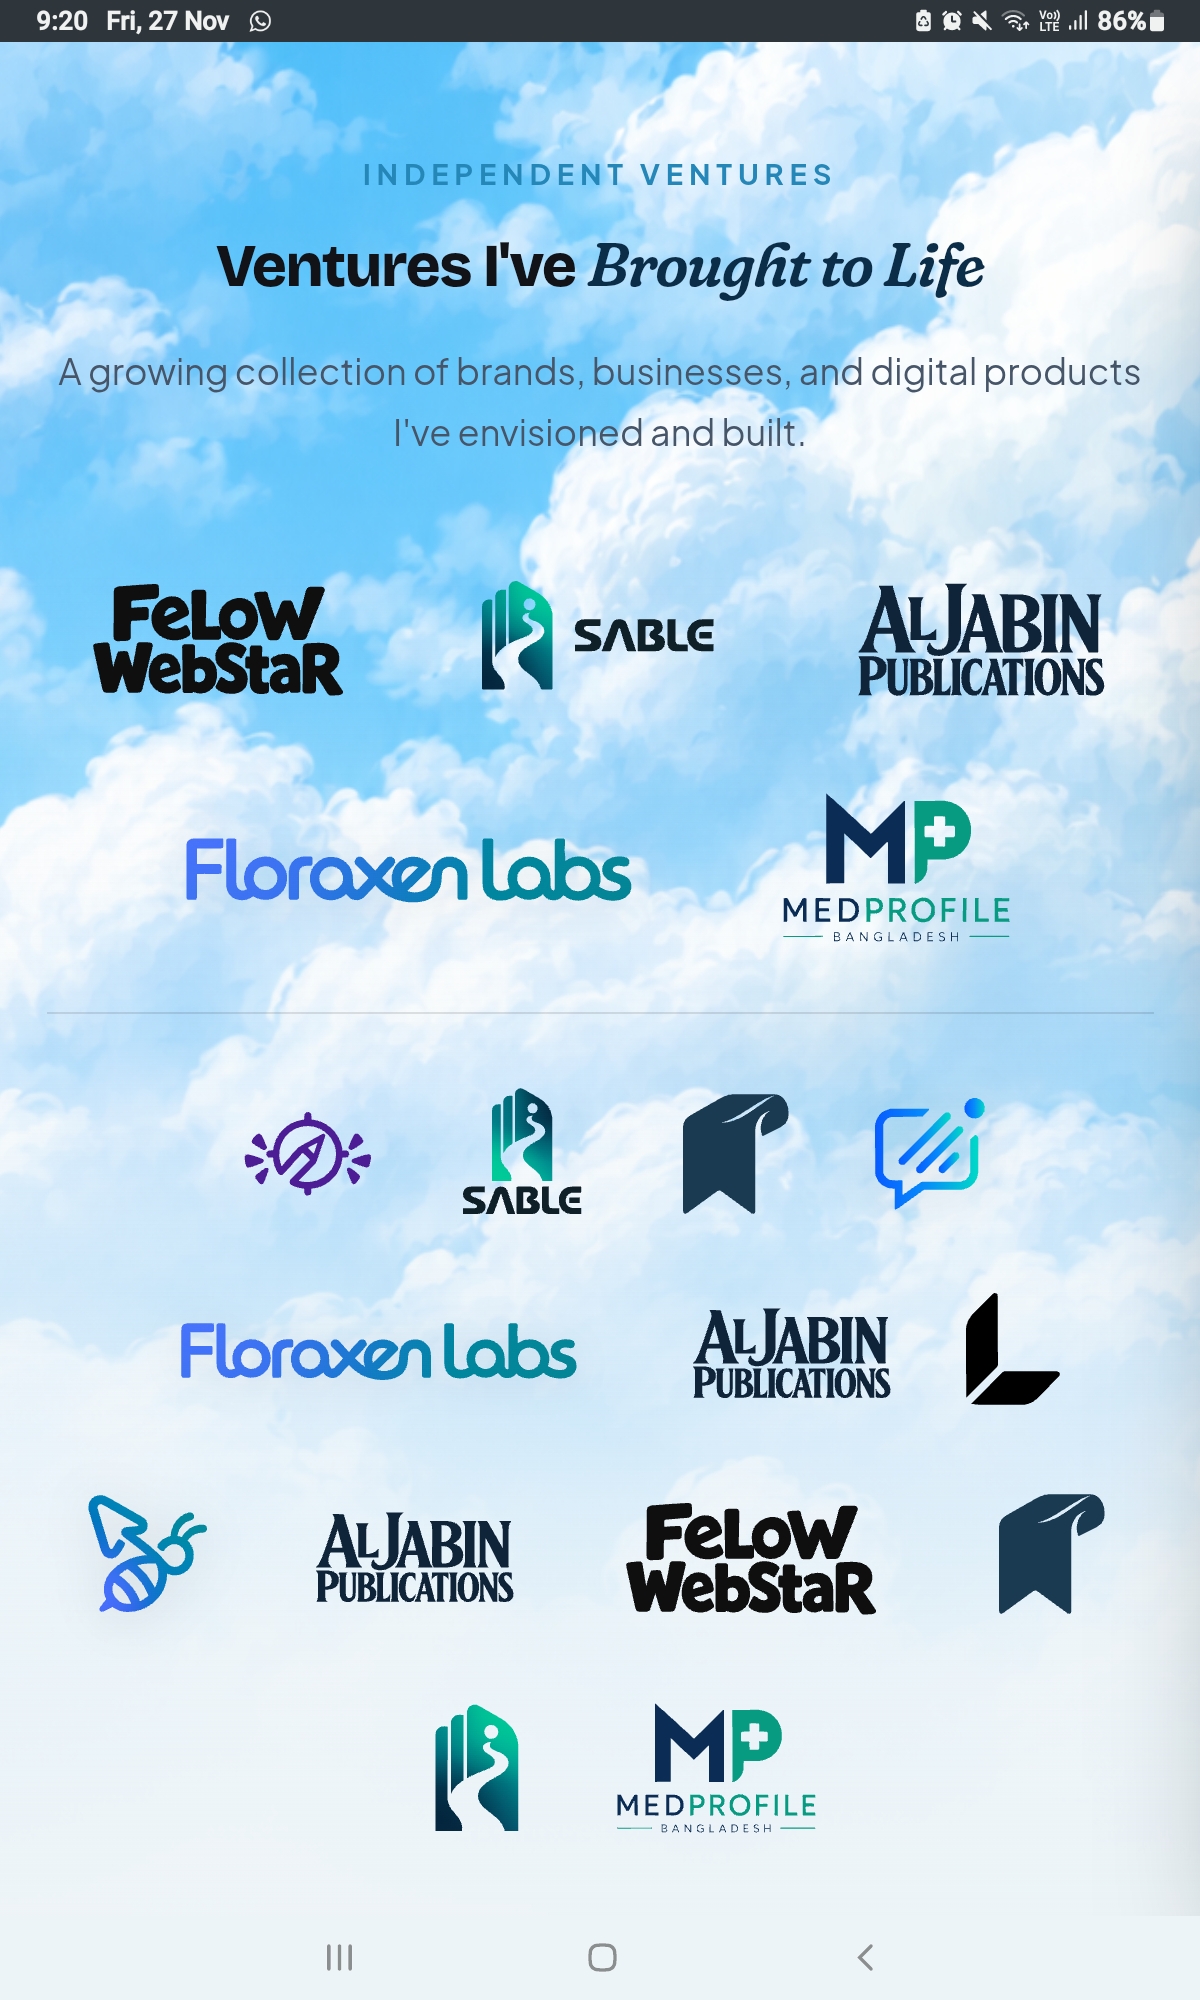 9:20 Fri, 27 Nov
Vo)) LTE 86%
INDEPENDENT VENTURES
Ventures I've Brought to Life
A growing collection of brands, businesses, and digital products
I've envisioned and built.
FeLoW
WebStaR
SABLE
ALJABIN
PUBLICATIONS
Floraxen Labs
MP
MEDPROFILE
BANGLADESH
SABLE
Floraxen Labs
ALJABIN
PUBLICATIONS
L
ALJABIN
PUBLICATIONS
FeLoW
WebStaR
MP
MEDPROFILE
BANGLADESH